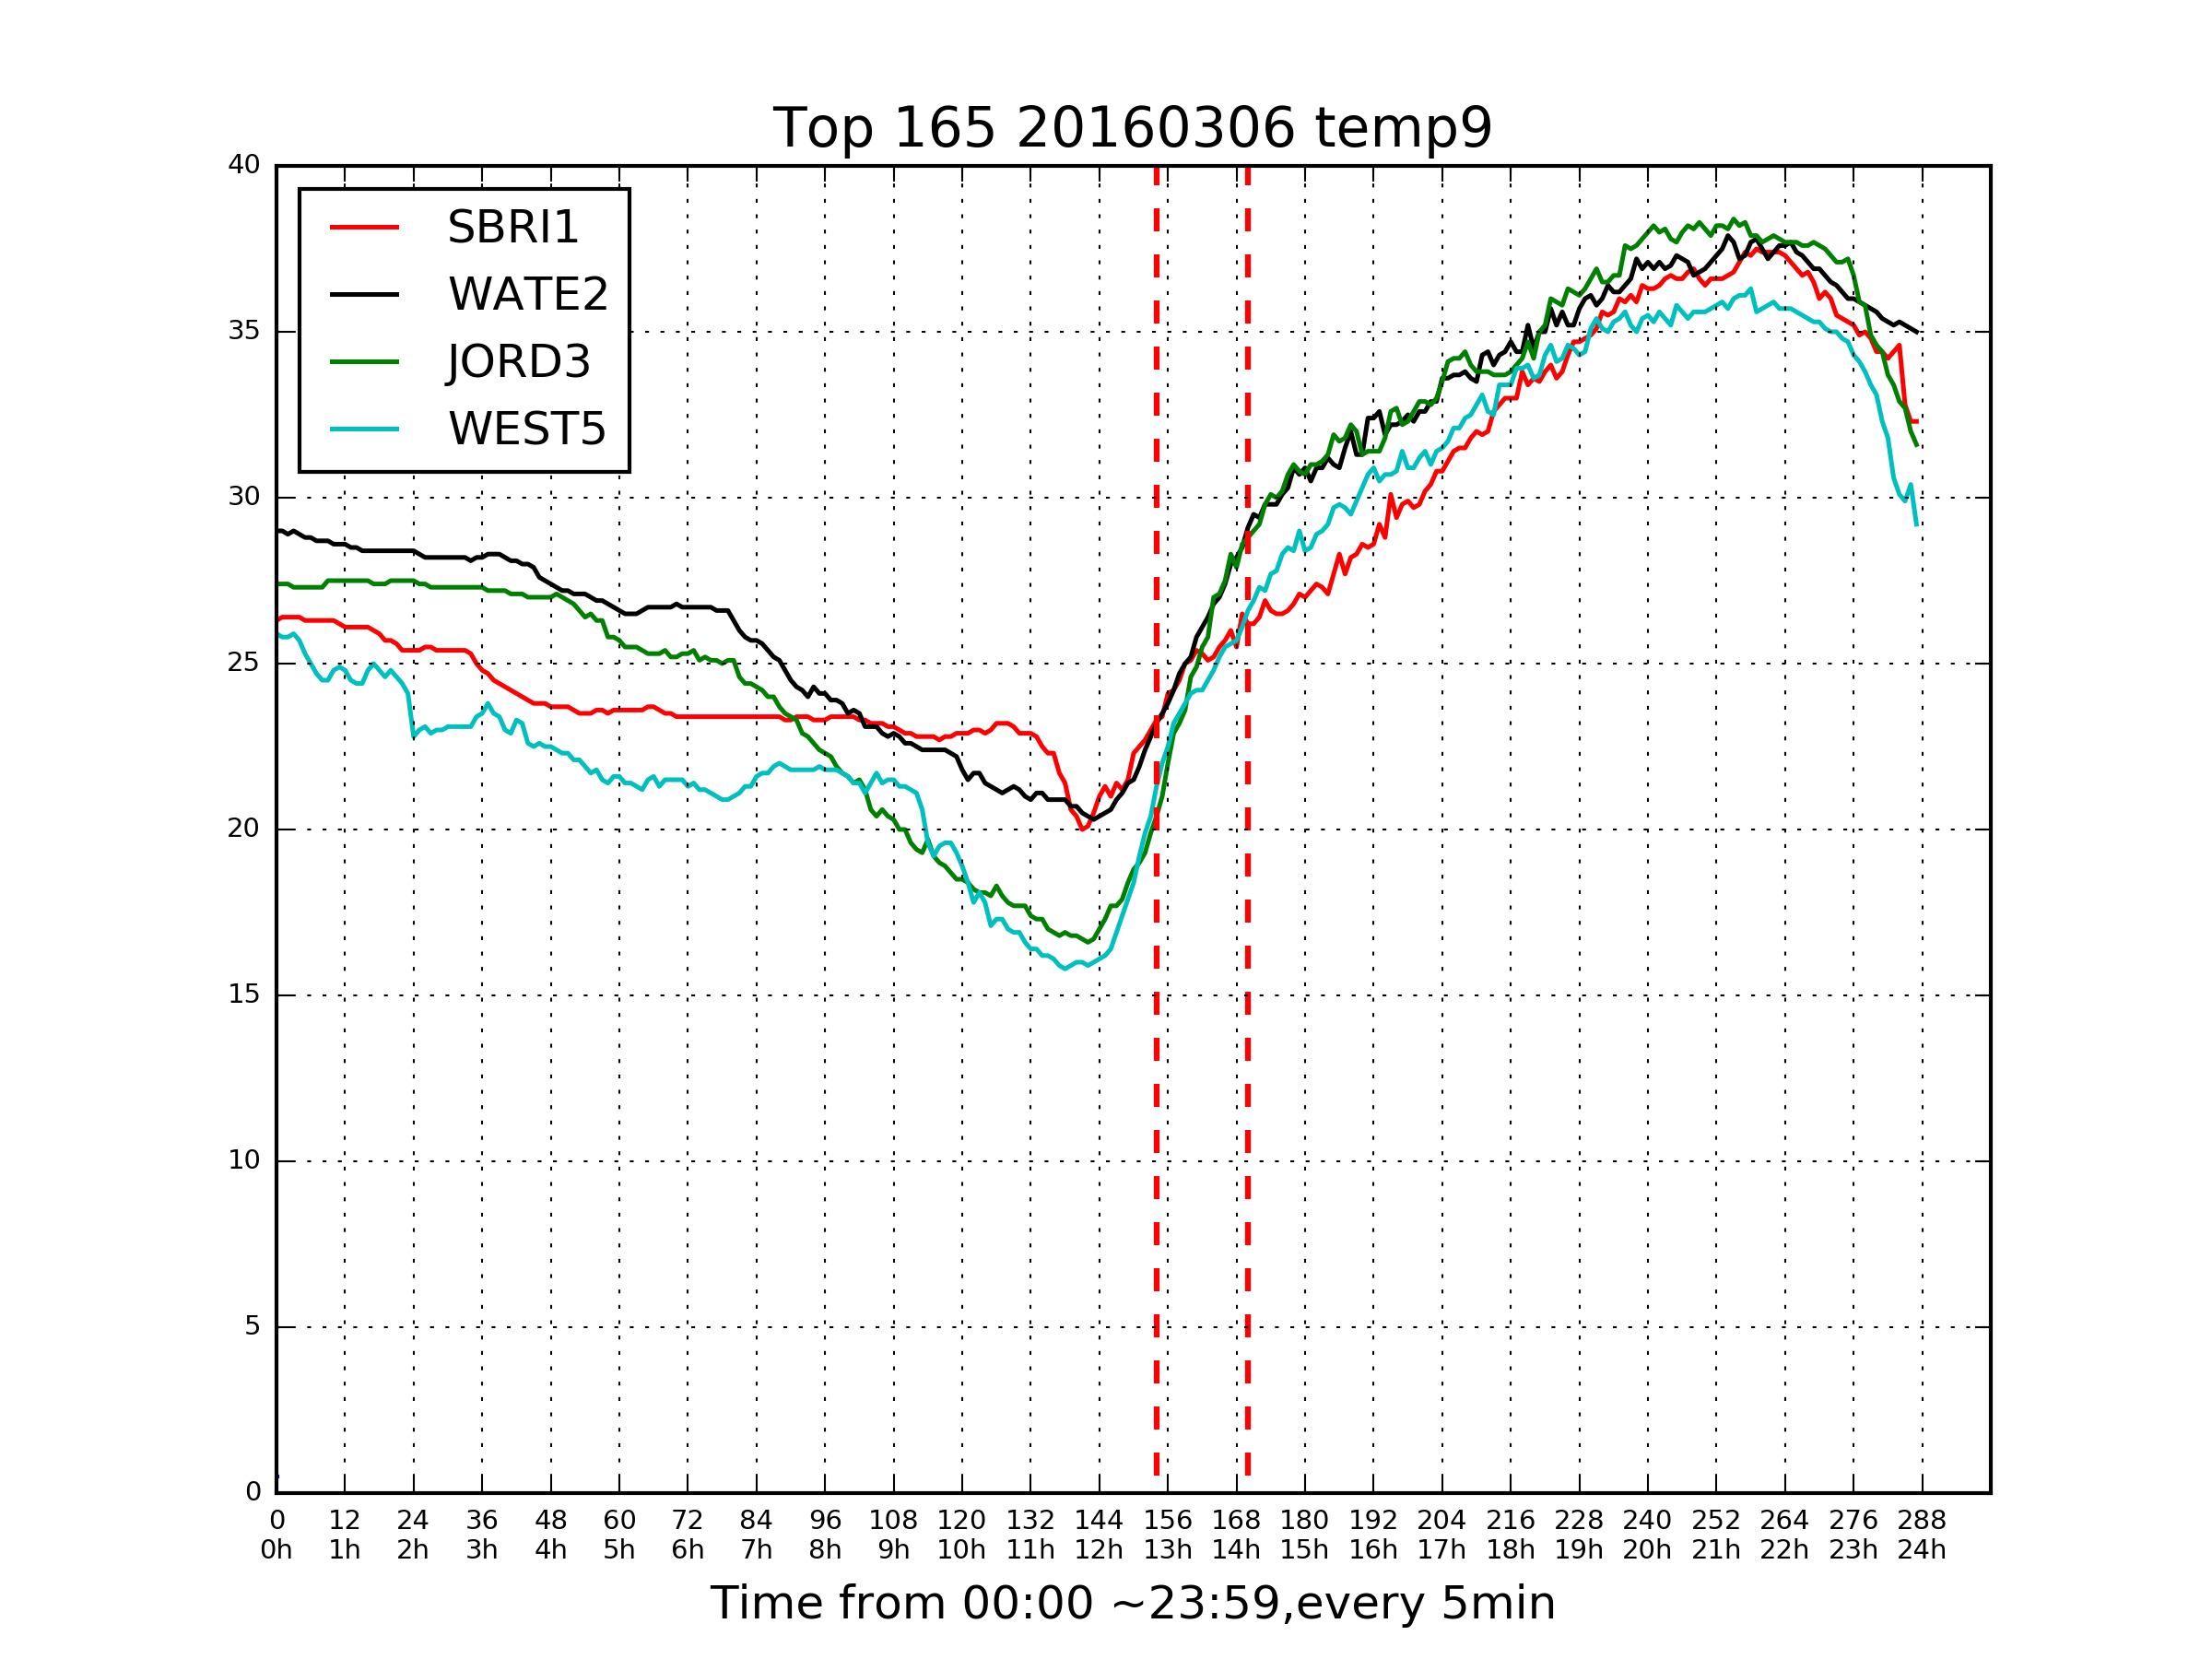 Top 165 20160306 temp9
SBRI1
WATE2
JORD3
WEST5
40
35
30
25
20
15
10
5
0
0 12 24 36 48 60 72 84 96 108 120 132 144 156 168 180 192 204 216 228 240 252 264 276 288
0h 1h 2h 3h 4h 5h 6h 7h 8h 9h 10h 11h 12h 13h 14h 15h 16h 17h 18h 19h 20h 21h 22h 23h 24h
Time from 00:00 ~23:59,every 5min